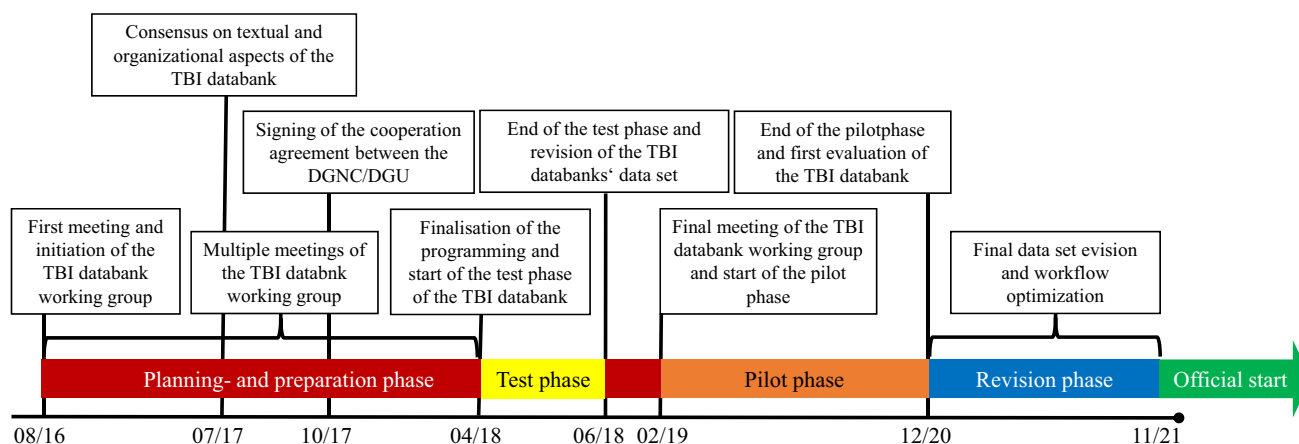 Consensus on textual and
organizational aspects of the
TBI databank
Signing of the cooperation
agreement between the
DGNC/DGU
End of the test phase and
revision of the TBI
databanks‘ data set
End of the pilotphase
and first evaluation of
the TBI databank
First meeting and
initiation of the
TBI databank
working group
Multiple meetings of
the TBI databnk
working group
Finalisation of the
programming and
start of the test phase
of the TBI databank
Final meeting of the TBI
databank working group
and start of the pilot
phase
Final data set evision
and workflow
optimization
Planning- and preparation phase
Test phase
Pilot phase
Revision phase
Official start
08/16
07/17
10/17
04/18
06/18
02/19
12/20
11/21